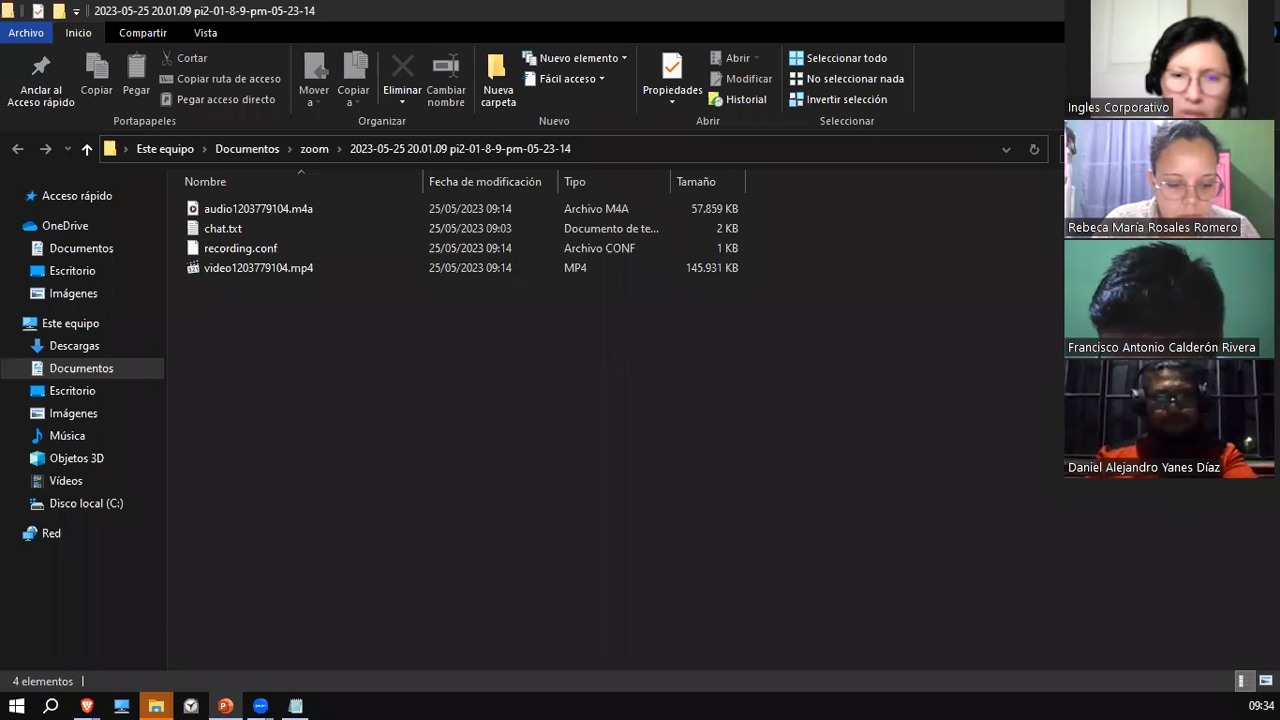 2023-05-25 20.01.09 pi2-01-8-9-pm-05-23-14
Archivo Inicio Compartir Vista
Anclar al Acceso rápido
Copiar
Pegar
Cortar
Copiar ruta de acceso
Pegar acceso directo
Portapapeles
Mover a
Copiar a
Eliminar
Cambiar nombre
Organizar
Nueva carpeta
Nuevo elemento
Fácil acceso
Nuevo
Propiedades
Abrir
Modificar
Historial
Abrir
Seleccionar todo
No seleccionar nada
Invertir selección
Seleccionar
Este equipo > Documentos > zoom > 2023-05-25 20.01.09 pi2-01-8-9-pm-05-23-14
Nombre Fecha de modificación Tipo Tamaño
audio1203779104.m4a 25/05/2023 09:14 Archivo M4A 57.859 KB
chat.txt 25/05/2023 09:03 Documento de te... 2 KB
recording.conf 25/05/2023 09:14 Archivo CONF 1 KB
video1203779104.mp4 25/05/2023 09:14 MP4 145.931 KB
Acceso rápido
OneDrive
Documentos
Escritorio
Imágenes
Este equipo
Descargas
Documentos
Escritorio
Imágenes
Música
Objetos 3D
Vídeos
Disco local (C:)
Red
4 elementos
Ingles Corporativo
Rebeca María Rosales Romero
Francisco Antonio Calderón Rivera
Daniel Alejandro Yanes Díaz
09:34